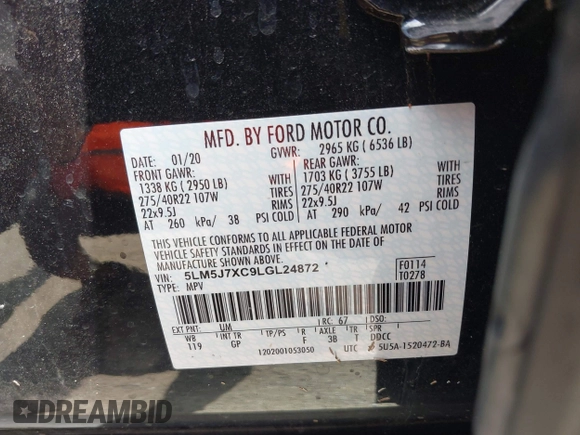 MFD. BY FORD MOTOR CO.
DATE: 01/20 GVWR: 2965 KG ( 6536 LB)
FRONT GAWR: REAR GAWR:
1338 KG ( 2950 LB) WITH 1703 KG ( 3755 LB) WITH
275/40R22 107W TIRES 275/40R22 107W TIRES
22x9.5J RIMS 22x9.5J RIMS
AT 260 kPa/ 38 PSI COLD AT 290 kPa/ 42 PSI COLD
THIS VEHICLE CONFORMS TO ALL APPLICABLE FEDERAL MOTOR
VEHICLE SAFETY STANDARDS IN EFFECT ON THE DATE OF
MANUFACTURE SHOWN ABOVE.
VIN: 5LM5J7XC9LGL24872 F0114
TYPE: MPV T0278
EXT PNT: UM RC: 67 DSO:
WB INT TR TP/PS R AXLE TR SPR
119 GP F 3B T DDCC
1202001053050 UTC 5U5A-1520472-BA
DREAMBID